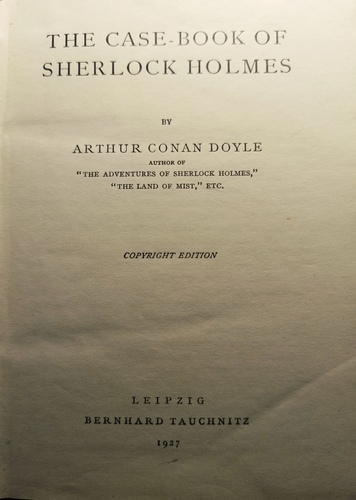 THE CASE-BOOK OF
SHERLOCK HOLMES
BY
ARTHUR CONAN DOYLE
AUTHOR OF
"THE ADVENTURES OF SHERLOCK HOLMES,"
"THE LAND OF MIST," ETC.
COPYRIGHT EDITION
LEIPZIG
BERNHARD TAUCHNITZ
1927